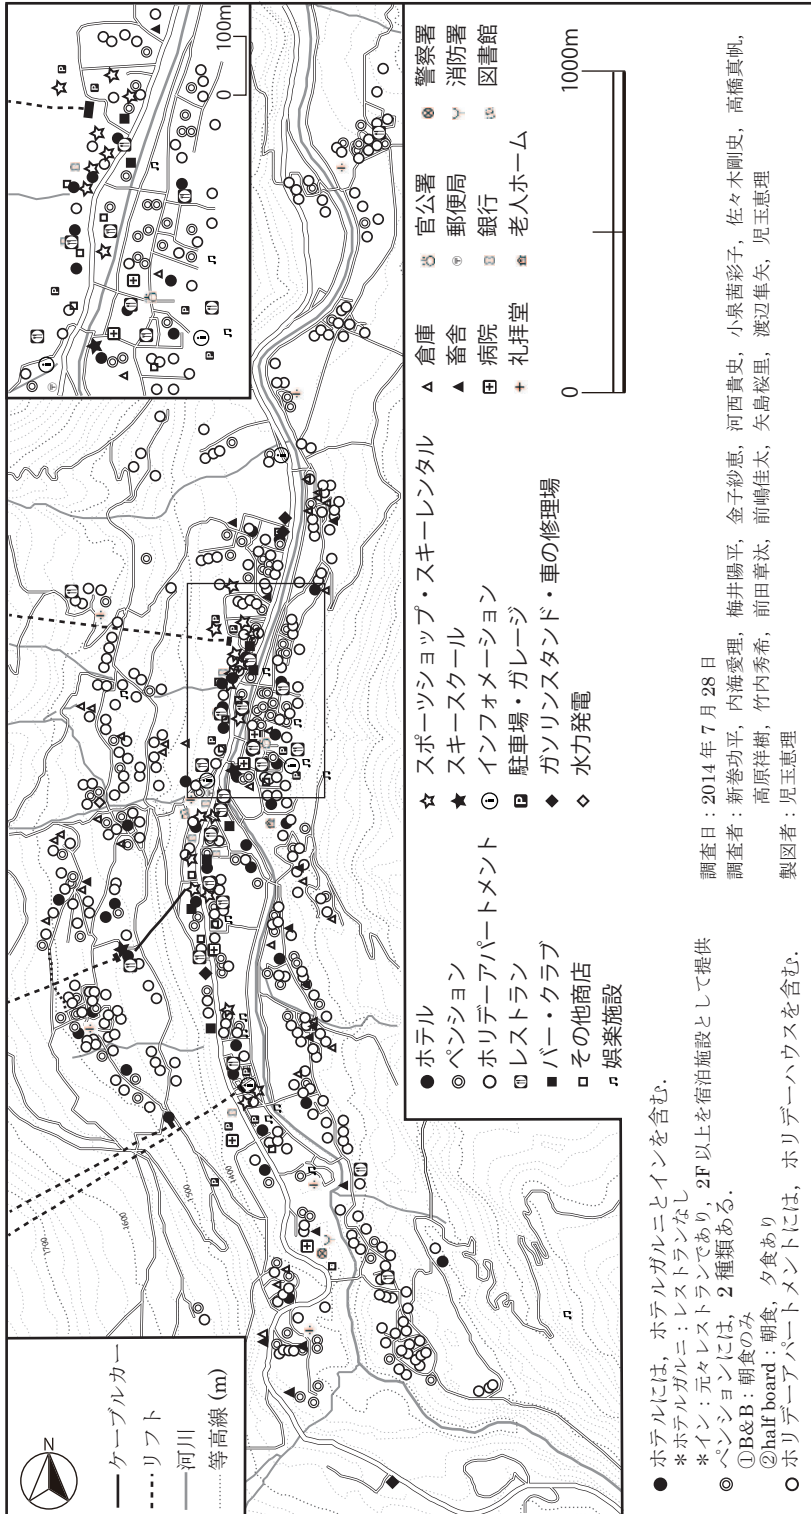 N
ケーブルカー
リフト
河川
等高線 (m)
1700
1600
1500
1400
100m
0
● ホテル
◎ ペンション
○ ホリデーアパートメント
レストラン
■ バー・クラブ
□ その他商店
♫ 娯楽施設
☆ スポーツショップ・スキーレンタル
★ スキースクール
インフォメーション
P 駐車場・ガレージ
◆ ガソリンスタンド・車の修理場
◇ 水力発電
△ 倉庫
▲ 畜舎
病院
礼拝堂
官公署
郵便局
銀行
老人ホーム
警察署
消防署
図書館
0
1000m
● ホテルには，ホテルガルニとインを含む．
＊ホテルガルニ：レストランなし
＊イン：元々レストランであり，2F以上を宿泊施設として提供
◎ ペンションには，2種類ある．
①B&B：朝食のみ
②half board：朝食，夕食あり
○ ホリデーアパートメントには，ホリデーハウスを含む．
調査日：2014年7月28日
調査者：新巻功平，内海愛理，梅井陽平，金子紗恵，河西貴史，小泉茜彩子，佐々木剛史，高橋真帆，
高原祥樹，竹内秀希，前田章汰，前嶋佳太，矢島桜里，渡辺隼矢，児玉恵理
製図者：児玉恵理